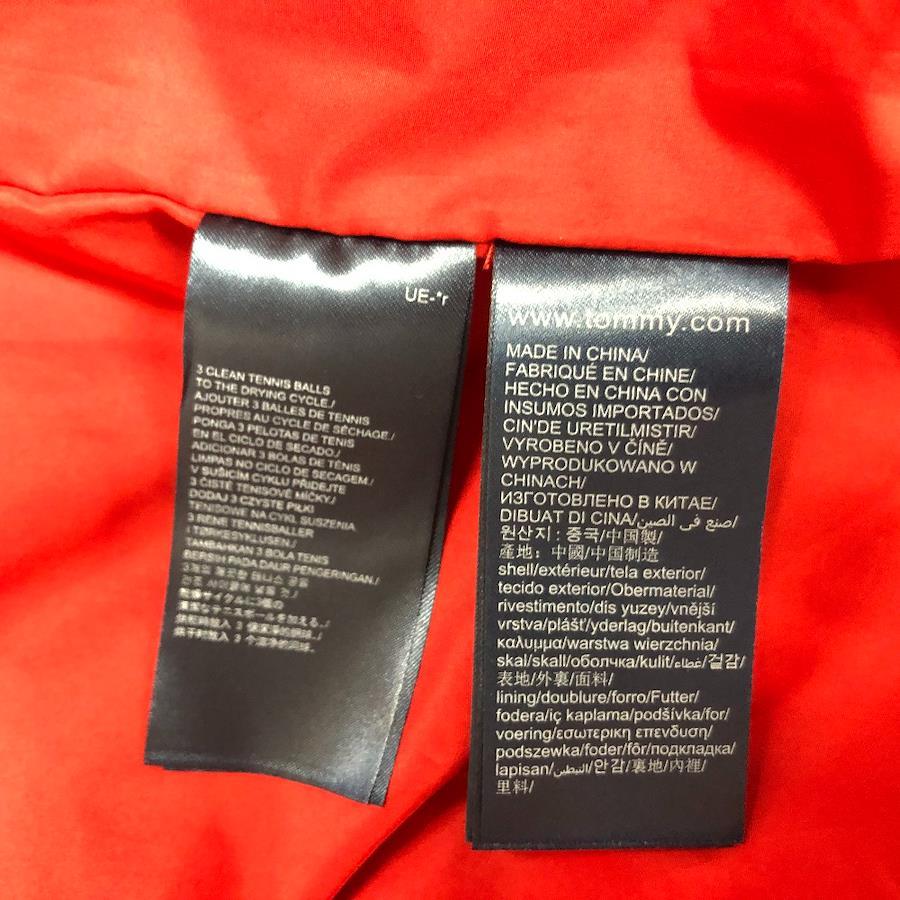 UE-*r
3 CLEAN TENNIS BALLS
TO THE DRYING CYCLE./
AJOUTER 3 BALLES DE TENNIS
PROPRES AU CYCLE DE SÉCHAGE./
PONGA 3 PELOTAS DE TENIS
EN EL CICLO DE SECADO./
ADICIONAR 3 BOLAS DE TÉNIS
LIMPAS NO CICLO DE SECAGEM./
V SUŠICÍM CYKLU PŘIDEJTE
3 ČISTÉ TENISOVÉ MÍČKY./
DODAJ 3 CZYSTE PIŁKI
TENISOWE NA CYKL SUSZENIA
3 RENE TENNISBALLER
I TØRKESYKLUSEN./
TAMBAHKAN 3 BOLA TENIS
BERSIH PADA DAUR PENGERINGAN./
www.tommy.com
MADE IN CHINA/
FABRIQUÉ EN CHINE/
HECHO EN CHINA CON
INSUMOS IMPORTADOS/
CIN'DE URETILMISTIR/
VYROBENO V ČÍNĚ/
WYPRODUKOWANO W
CHINACH/
ИЗГОТОВЛЕНО В КИТАЕ/
DIBUAT DI CINA/صنع في الصين/
원산지: 중국/中国製/
產地: 中國/中国制造
shell/extérieur/tela exterior/
tecido exterior/Obermaterial/
rivestimento/dis yuzey/vnější
vrstva/plášť/yderlag/buitenkant/
καλυμμα/warstwa wierzchnia/
skal/skall/оболчка/kulit/غطاء/겉감/
表地/外裏/面料/
lining/doublure/forro/Futter/
fodera/iç kaplama/podšívka/for/
voering/εσωτερικη επενδυση/
podszewka/foder/fôr/подкладка/
lapisan/التبطين/안감/裏地/內裡/
里料/